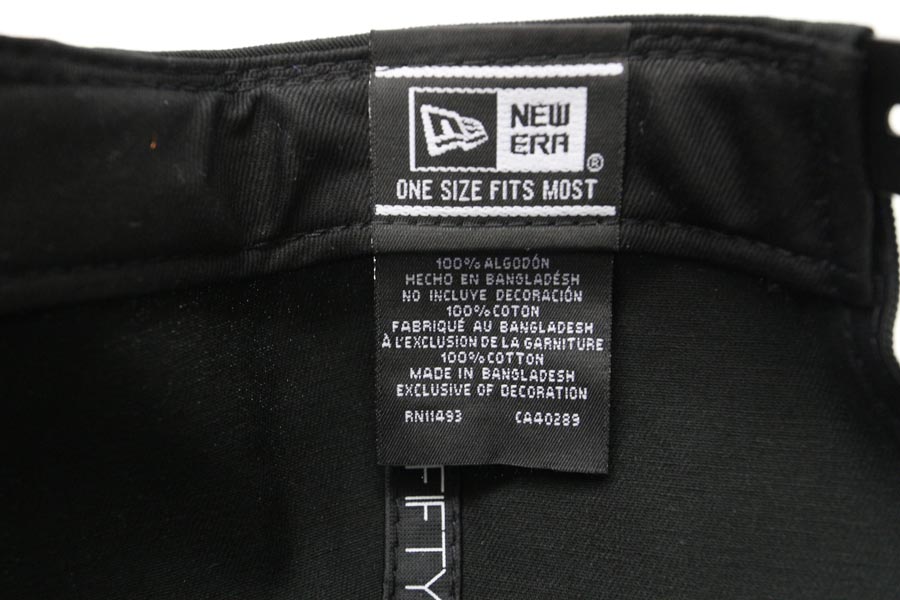 NEW
ERA
®
ONE SIZE FITS MOST
100% ALGODÓN
HECHO EN BANGLADÉSH
NO INCLUYE DECORACIÓN
100% COTON
FABRIQUÉ AU BANGLADESH
À L'EXCLUSION DE LA GARNITURE
100% COTTON
MADE IN BANGLADESH
EXCLUSIVE OF DECORATION
RN11493 CA40289
FIFTY